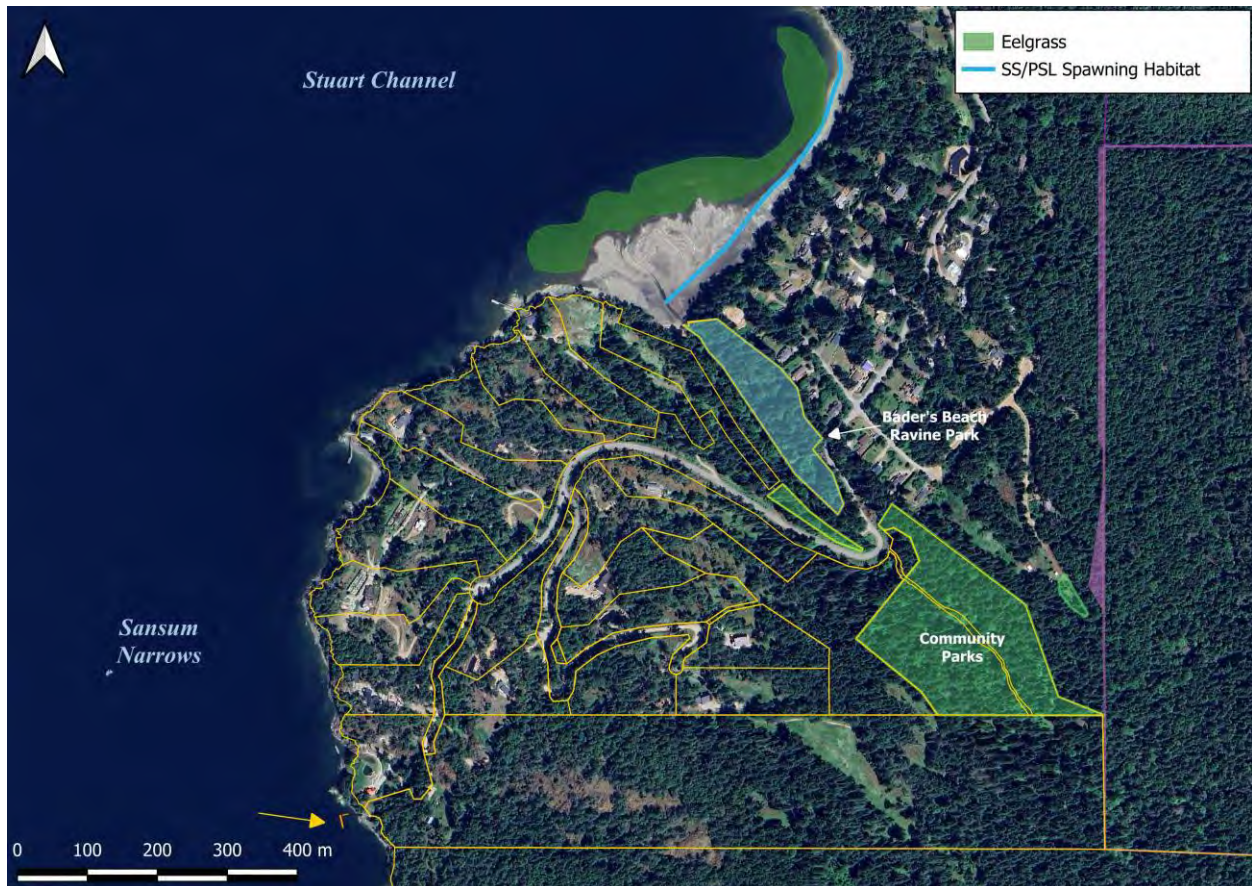 Eelgrass
SS/PSL Spawning Habitat
Stuart Channel
Bader's Beach
Ravine Park
Community
Parks
Sansum
Narrows
0 100 200 300 400 m